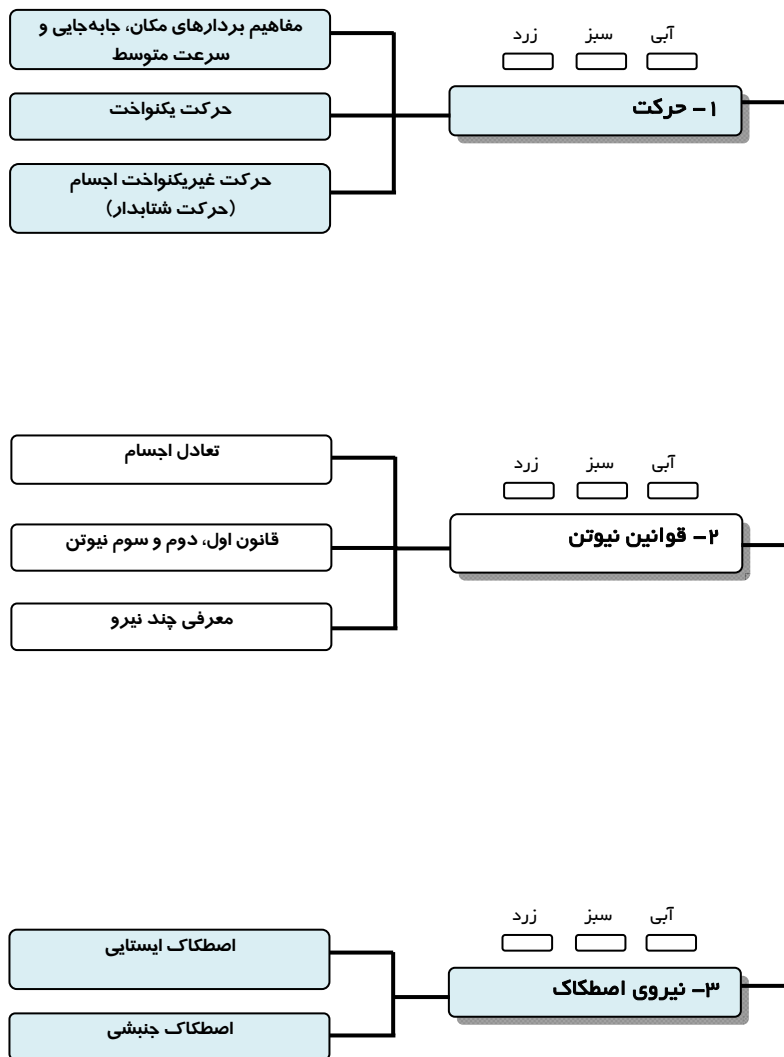 آبی سبز زرد
۱- حرکت
مفاهیم بردارهای مکان، جابه‌جایی و
سرعت متوسط
حرکت یکنواخت
حرکت غیریکنواخت اجسام
(حرکت شتابدار)
آبی سبز زرد
۲- قوانین نیوتن
تعادل اجسام
قانون اول، دوم و سوم نیوتن
معرفی چند نیرو
آبی سبز زرد
۳- نیروی اصطکاک
اصطکاک ایستایی
اصطکاک جنبشی